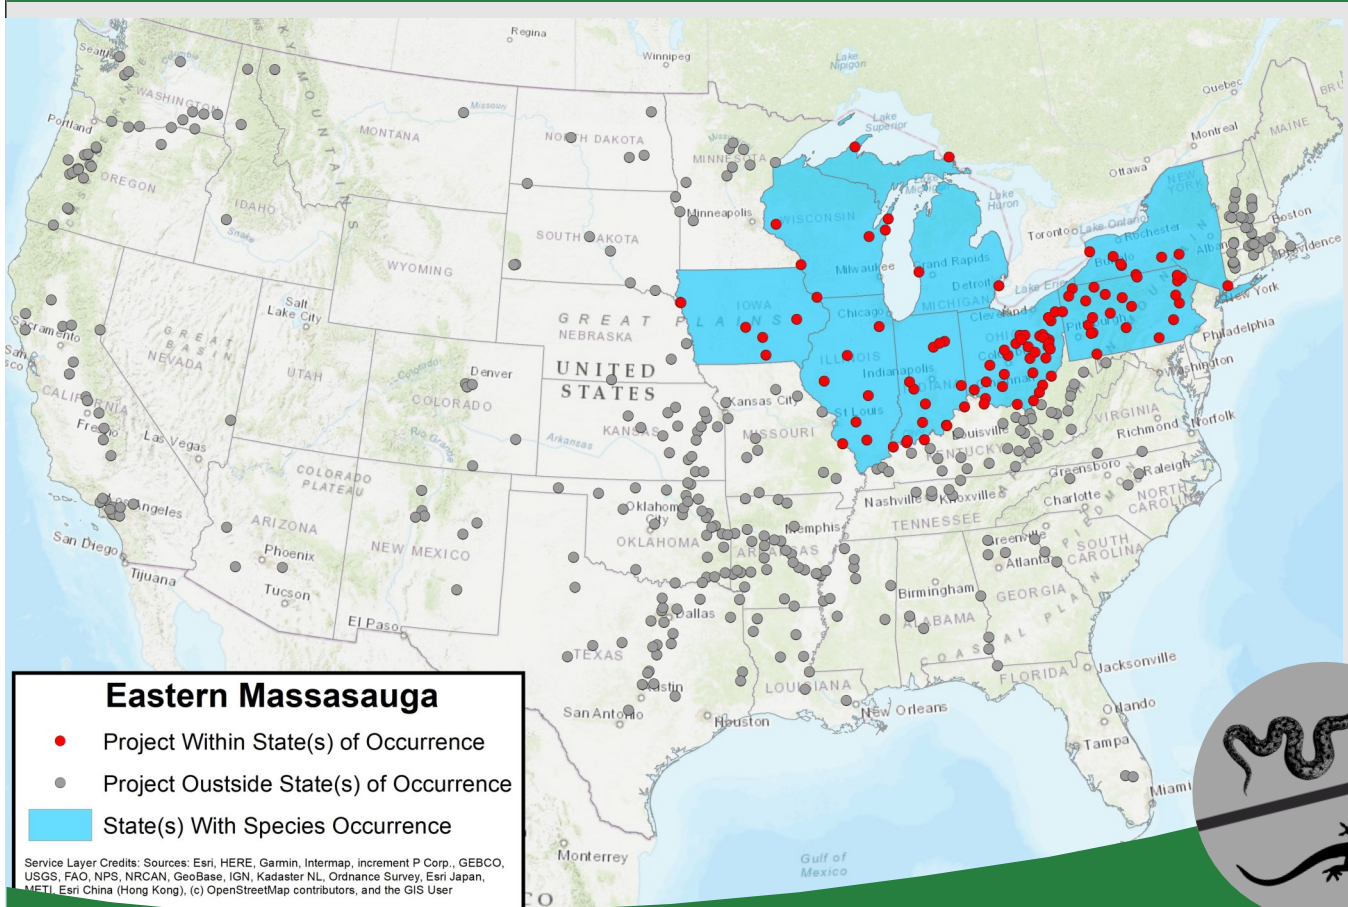 Regina
Winnipeg
Lake
Nipigon
Seattle
Quebec
WASHINGTON
Missouri
Lake
Superior
Portland
MONTANA
NORTH DAKOTA
MINNESOTA
Montreal
MAINE
Ottawa
OREGON
NEW
YORK
IDAHO
Lake
Huron
Minneapolis
WISCONSIN
Boston
Snake
SOUTH DAKOTA
Toronto
Lake Ontario
Rochester
Providence
WYOMING
Milwaukee
Grand Rapids
Buffalo
Detroit
Lake Erie
Salt
Lake City
IOWA
MICHIGAN
New York
GREAT PLAINS
Chicago
Cleveland
Sacramento
GREAT
BASIN
NEBRASKA
OHIO
Pittsburgh
Philadelphia
NEVADA
UTAH
Denver
UNITED
STATES
ILLINOIS
Indianapolis
INDIANA
Washington
Colorado
COLORADO
Cincinnati
CALIFORNIA
Kansas City
St Louis
VIRGINIA
Fresno
Las Vegas
Rio Grande
Arkansas
KANSAS
MISSOURI
Louisville
KENTUCKY
Richmond
Norfolk
COLORADO
PLATEAU
Greensboro
Raleigh
Los Angeles
Oklahoma
City
Nashville
Knoxville
Charlotte
NORTH
CAROLINA
ARIZONA
TENNESSEE
San Diego
Phoenix
NEW MEXICO
OKLAHOMA
ARKANSAS
Memphis
Greenville
SOUTH
CAROLINA
Tijuana
Atlanta
Tucson
Birmingham
GEORGIA
El Paso
Dallas
ALABAMA
TEXAS
COASTAL PLAIN
Jacksonville
FLORIDA
Austin
LOUISIANA
San Antonio
Houston
New Orleans
Orlando
Tampa
Miami
Monterrey
Gulf of
Mexico
Eastern Massasauga
Project Within State(s) of Occurrence
Project Oustside State(s) of Occurrence
State(s) With Species Occurrence
Service Layer Credits: Sources: Esri, HERE, Garmin, Intermap, increment P Corp., GEBCO,
USGS, FAO, NPS, NRCAN, GeoBase, IGN, Kadaster NL, Ordnance Survey, Esri Japan,
METI, Esri China (Hong Kong), (c) OpenStreetMap contributors, and the GIS User